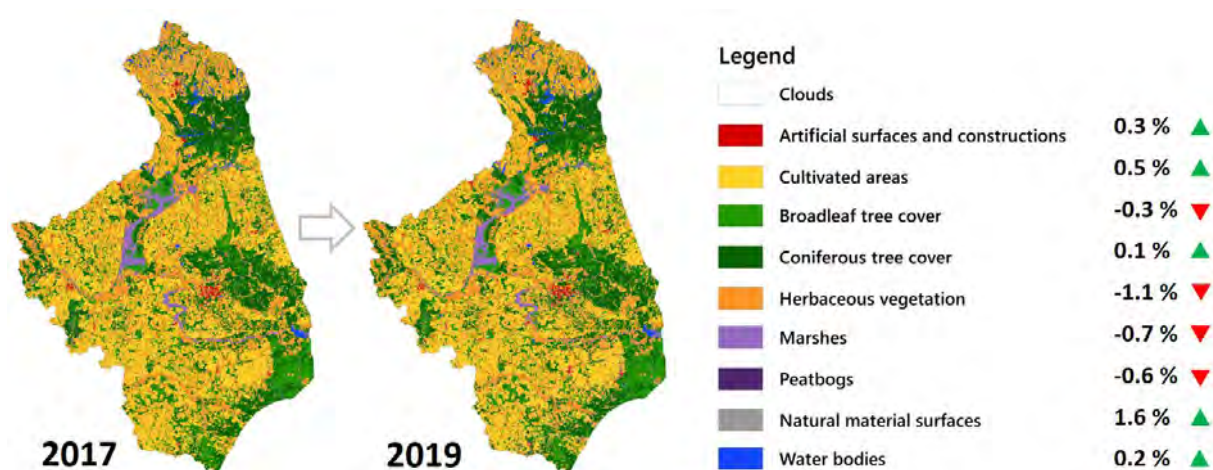 Legend
Clouds
Artificial surfaces and constructions 0.3 %
Cultivated areas 0.5 %
Broadleaf tree cover -0.3 %
Coniferous tree cover 0.1 %
Herbaceous vegetation -1.1 %
Marshes -0.7 %
Peatbogs -0.6 %
Natural material surfaces 1.6 %
Water bodies 0.2 %
2017 2019